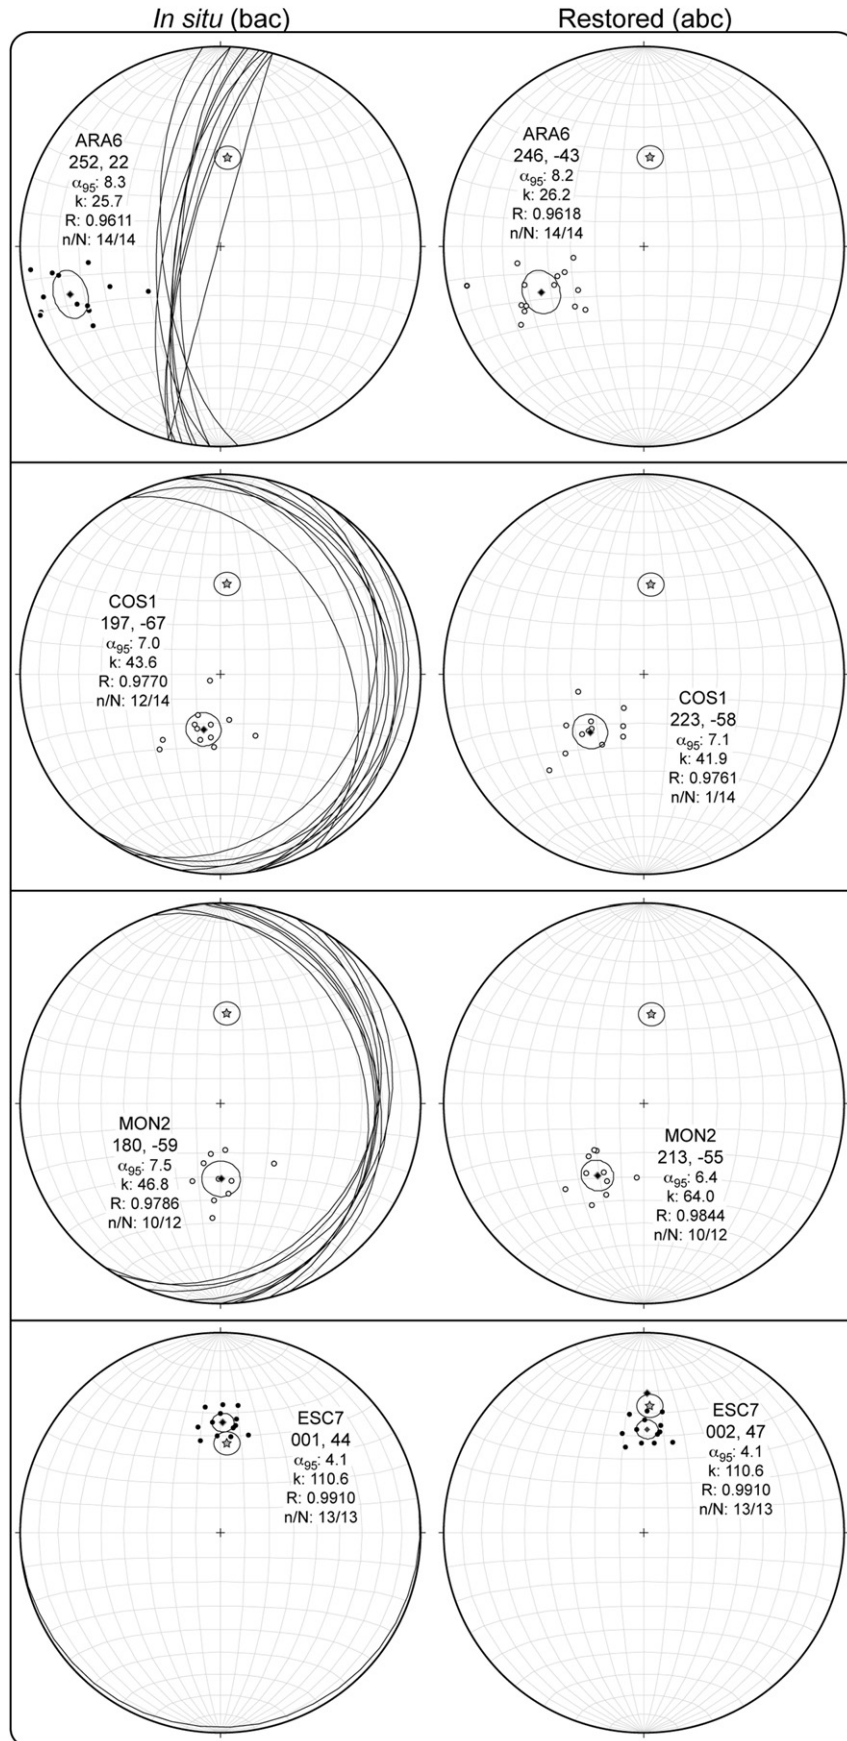 In situ (bac)
Restored (abc)
ARA6
252, 22
α95: 8.3
k: 25.7
R: 0.9611
n/N: 14/14
ARA6
246, -43
α95: 8.2
k: 26.2
R: 0.9618
n/N: 14/14
COS1
197, -67
α95: 7.0
k: 43.6
R: 0.9770
n/N: 12/14
COS1
223, -58
α95: 7.1
k: 41.9
R: 0.9761
n/N: 1/14
MON2
180, -59
α95: 7.5
k: 46.8
R: 0.9786
n/N: 10/12
MON2
213, -55
α95: 6.4
k: 64.0
R: 0.9844
n/N: 10/12
ESC7
001, 44
α95: 4.1
k: 110.6
R: 0.9910
n/N: 13/13
ESC7
002, 47
α95: 4.1
k: 110.6
R: 0.9910
n/N: 13/13